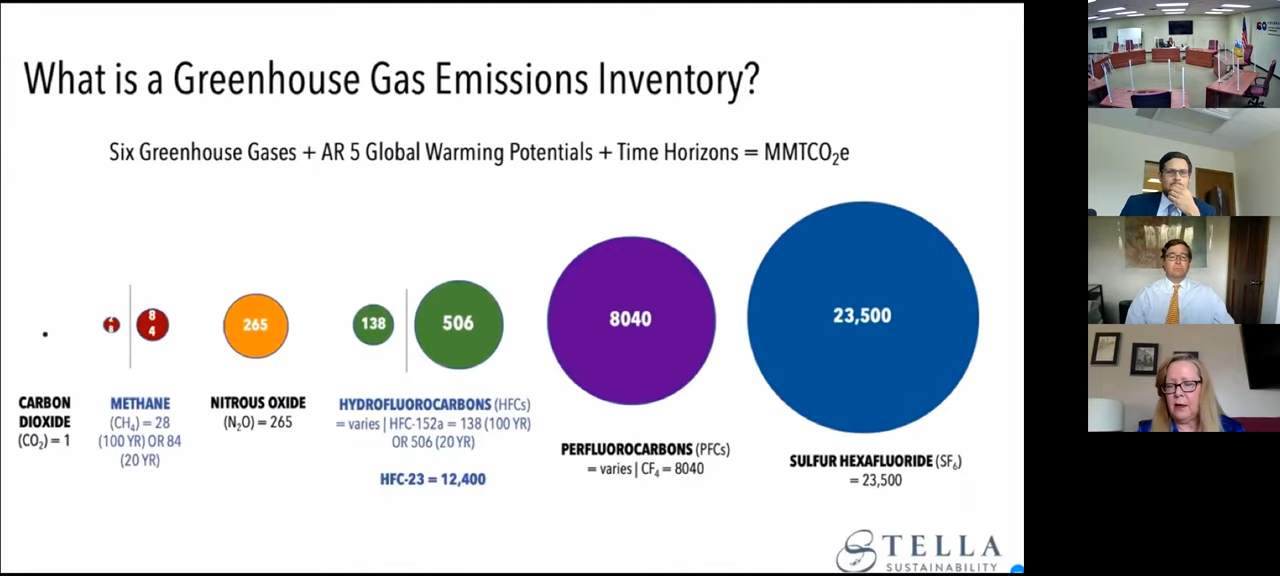 What is a Greenhouse Gas Emissions Inventory?
Six Greenhouse Gases + AR 5 Global Warming Potentials + Time Horizons = MMTCO₂e
8
4
265
138
506
8040
23,500
CARBON
DIOXIDE
(CO₂) = 1
METHANE
(CH₄) = 28
(100 YR) OR 84
(20 YR)
NITROUS OXIDE
(N₂O) = 265
HYDROFLUOROCARBONS (HFCs)
= varies | HFC-152a = 138 (100 YR)
OR 506 (20 YR)
HFC-23 = 12,400
PERFLUOROCARBONS (PFCs)
= varies | CF₄ = 8040
SULFUR HEXAFLUORIDE (SF₆)
= 23,500
STELLA
SUSTAINABILITY